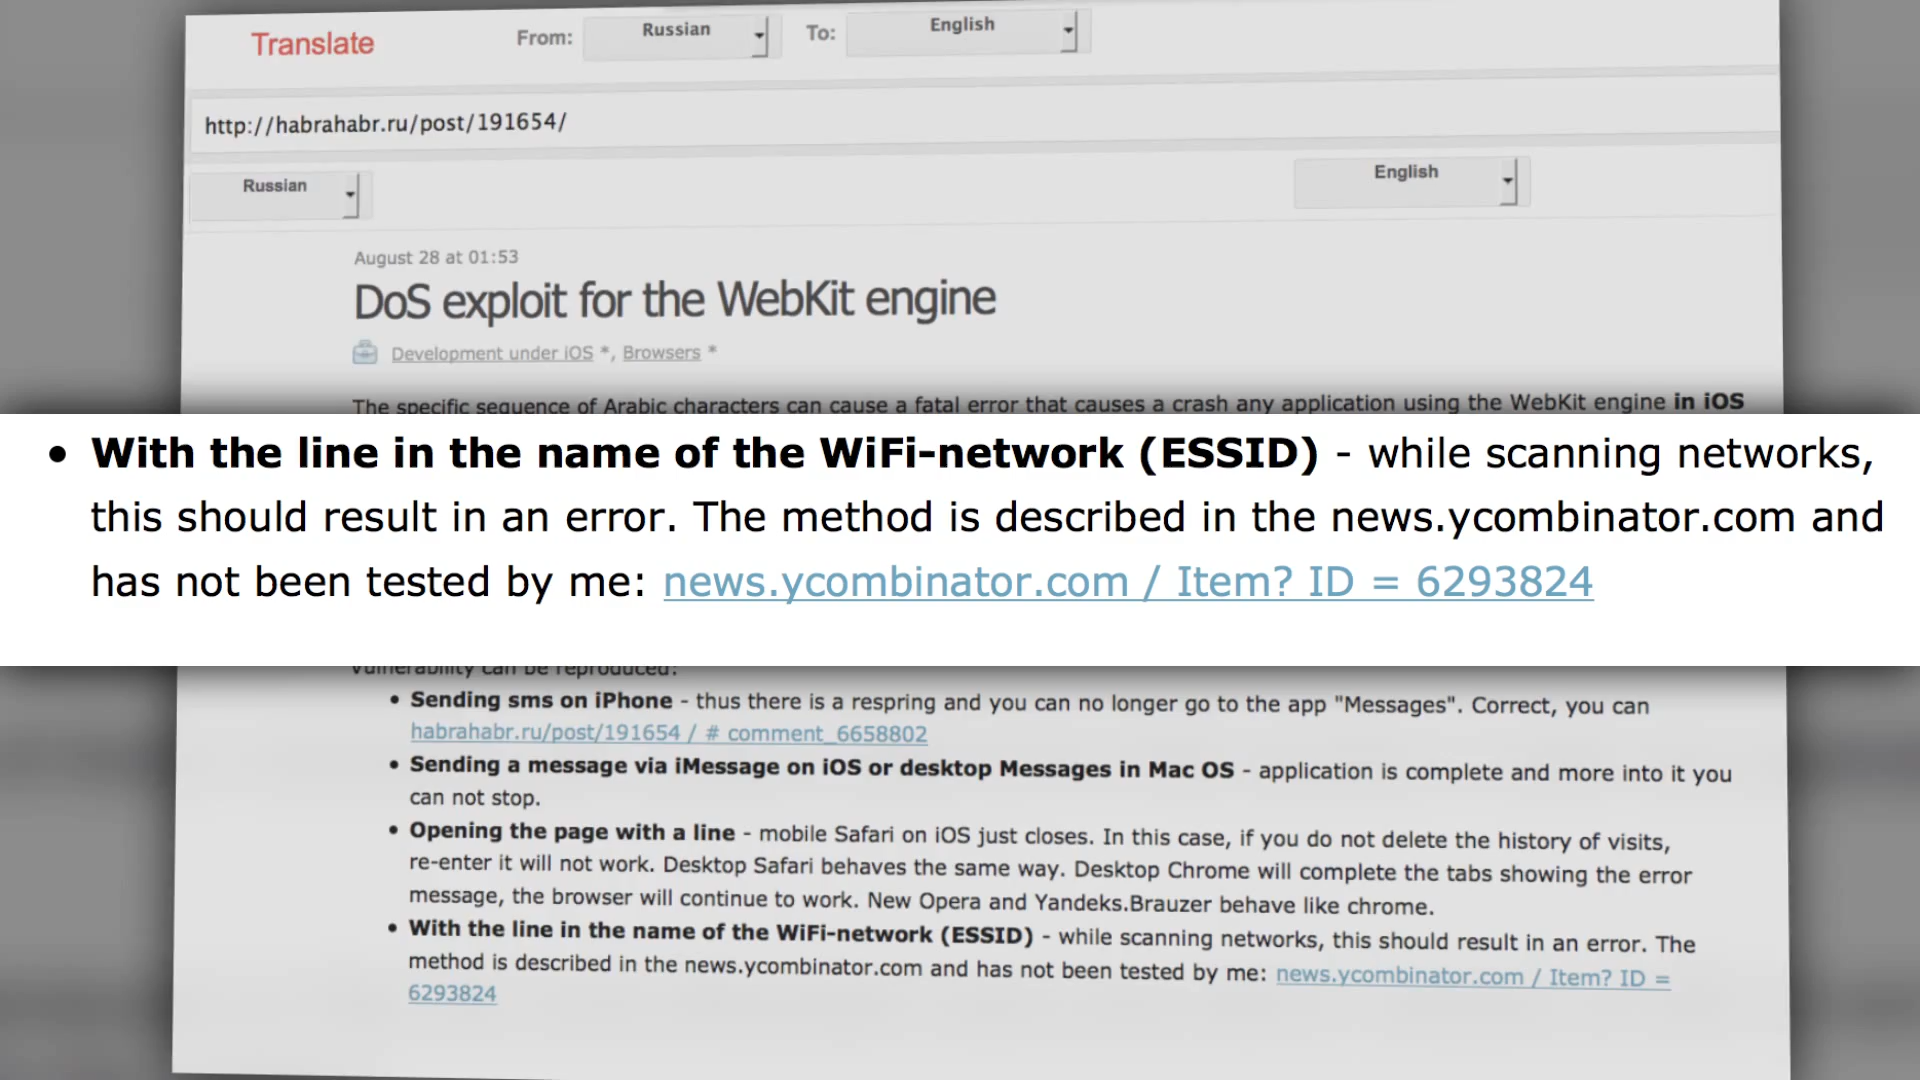 Translate From: Russian To: English
http://habrahabr.ru/post/191654/
Russian English
August 28 at 01:53
DoS exploit for the WebKit engine
Development under iOS *, Browsers *
The specific sequence of Arabic characters can cause a fatal error that causes a crash any application using the WebKit engine in iOS
• With the line in the name of the WiFi-network (ESSID) - while scanning networks,
this should result in an error. The method is described in the news.ycombinator.com and
has not been tested by me: news.ycombinator.com / Item? ID = 6293824
Vulnerability can be reproduced:
• Sending sms on iPhone - thus there is a respring and you can no longer go to the app "Messages". Correct, you can
habrahabr.ru/post/191654 / # comment_6658802
• Sending a message via iMessage on iOS or desktop Messages in Mac OS - application is complete and more into it you
can not stop.
• Opening the page with a line - mobile Safari on iOS just closes. In this case, if you do not delete the history of visits,
re-enter it will not work. Desktop Safari behaves the same way. Desktop Chrome will complete the tabs showing the error
message, the browser will continue to work. New Opera and Yandeks.Brauzer behave like chrome.
• With the line in the name of the WiFi-network (ESSID) - while scanning networks, this should result in an error. The
method is described in the news.ycombinator.com and has not been tested by me: news.ycombinator.com / Item? ID =
6293824